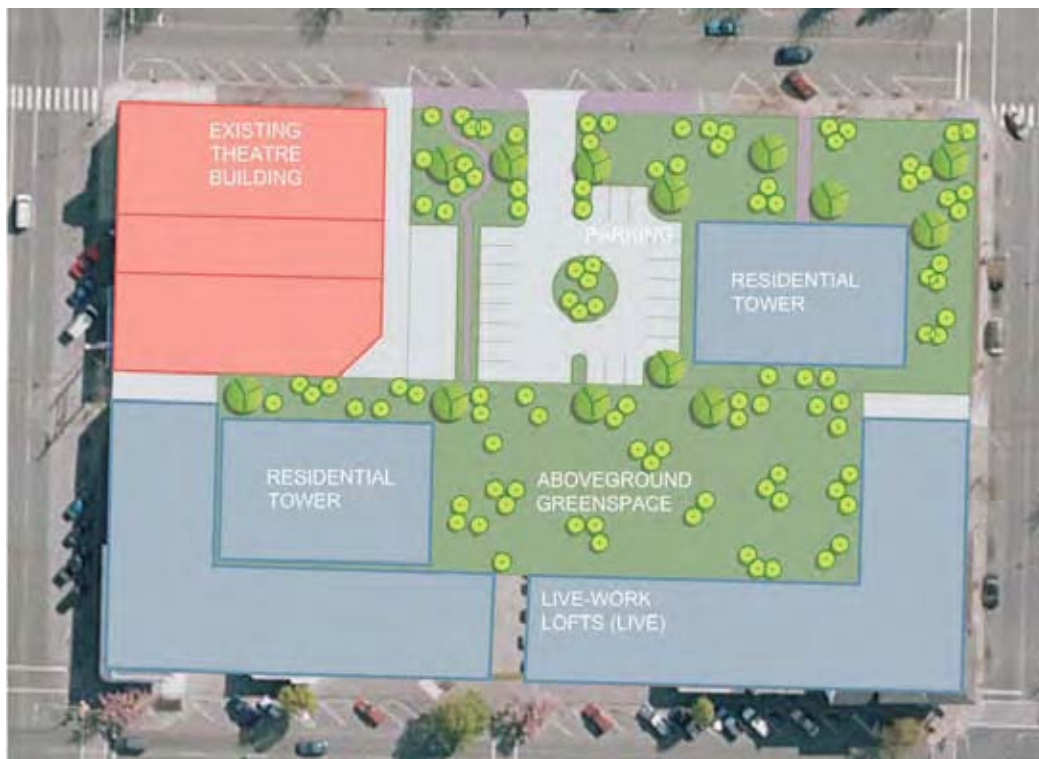 EXISTING
THEATRE
BUILDING
PARKING
RESIDENTIAL
TOWER
RESIDENTIAL
TOWER
ABOVEGROUND
GREENSPACE
LIVE-WORK
LOFTS (LIVE)